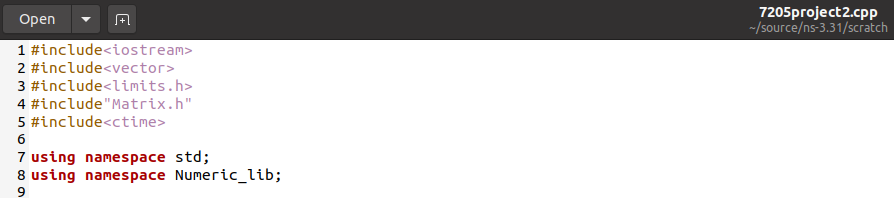 Open
7205project2.cpp
~/source/ns-3.31/scratch
1 #include<iostream>
2 #include<vector>
3 #include<limits.h>
4 #include"Matrix.h"
5 #include<ctime>
6
7 using namespace std;
8 using namespace Numeric_lib;
9